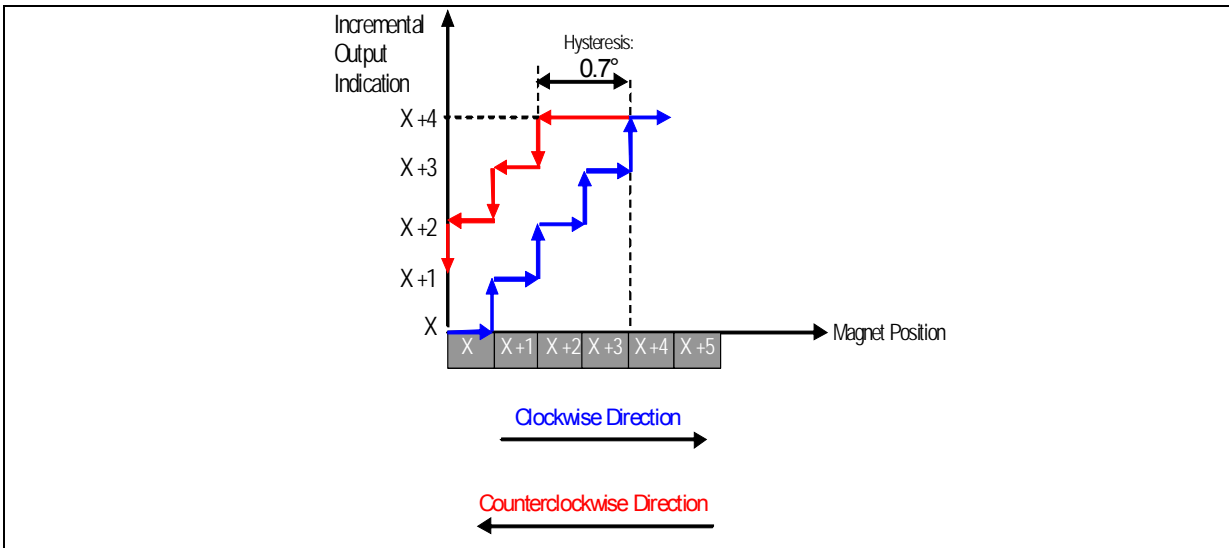 Incremental
Output
Indication
Hysteresis:
0.7°
X +4
X +3
X +2
X +1
X
X X +1 X +2 X +3 X +4 X +5
Magnet Position
Clockwise Direction
Counterclockwise Direction